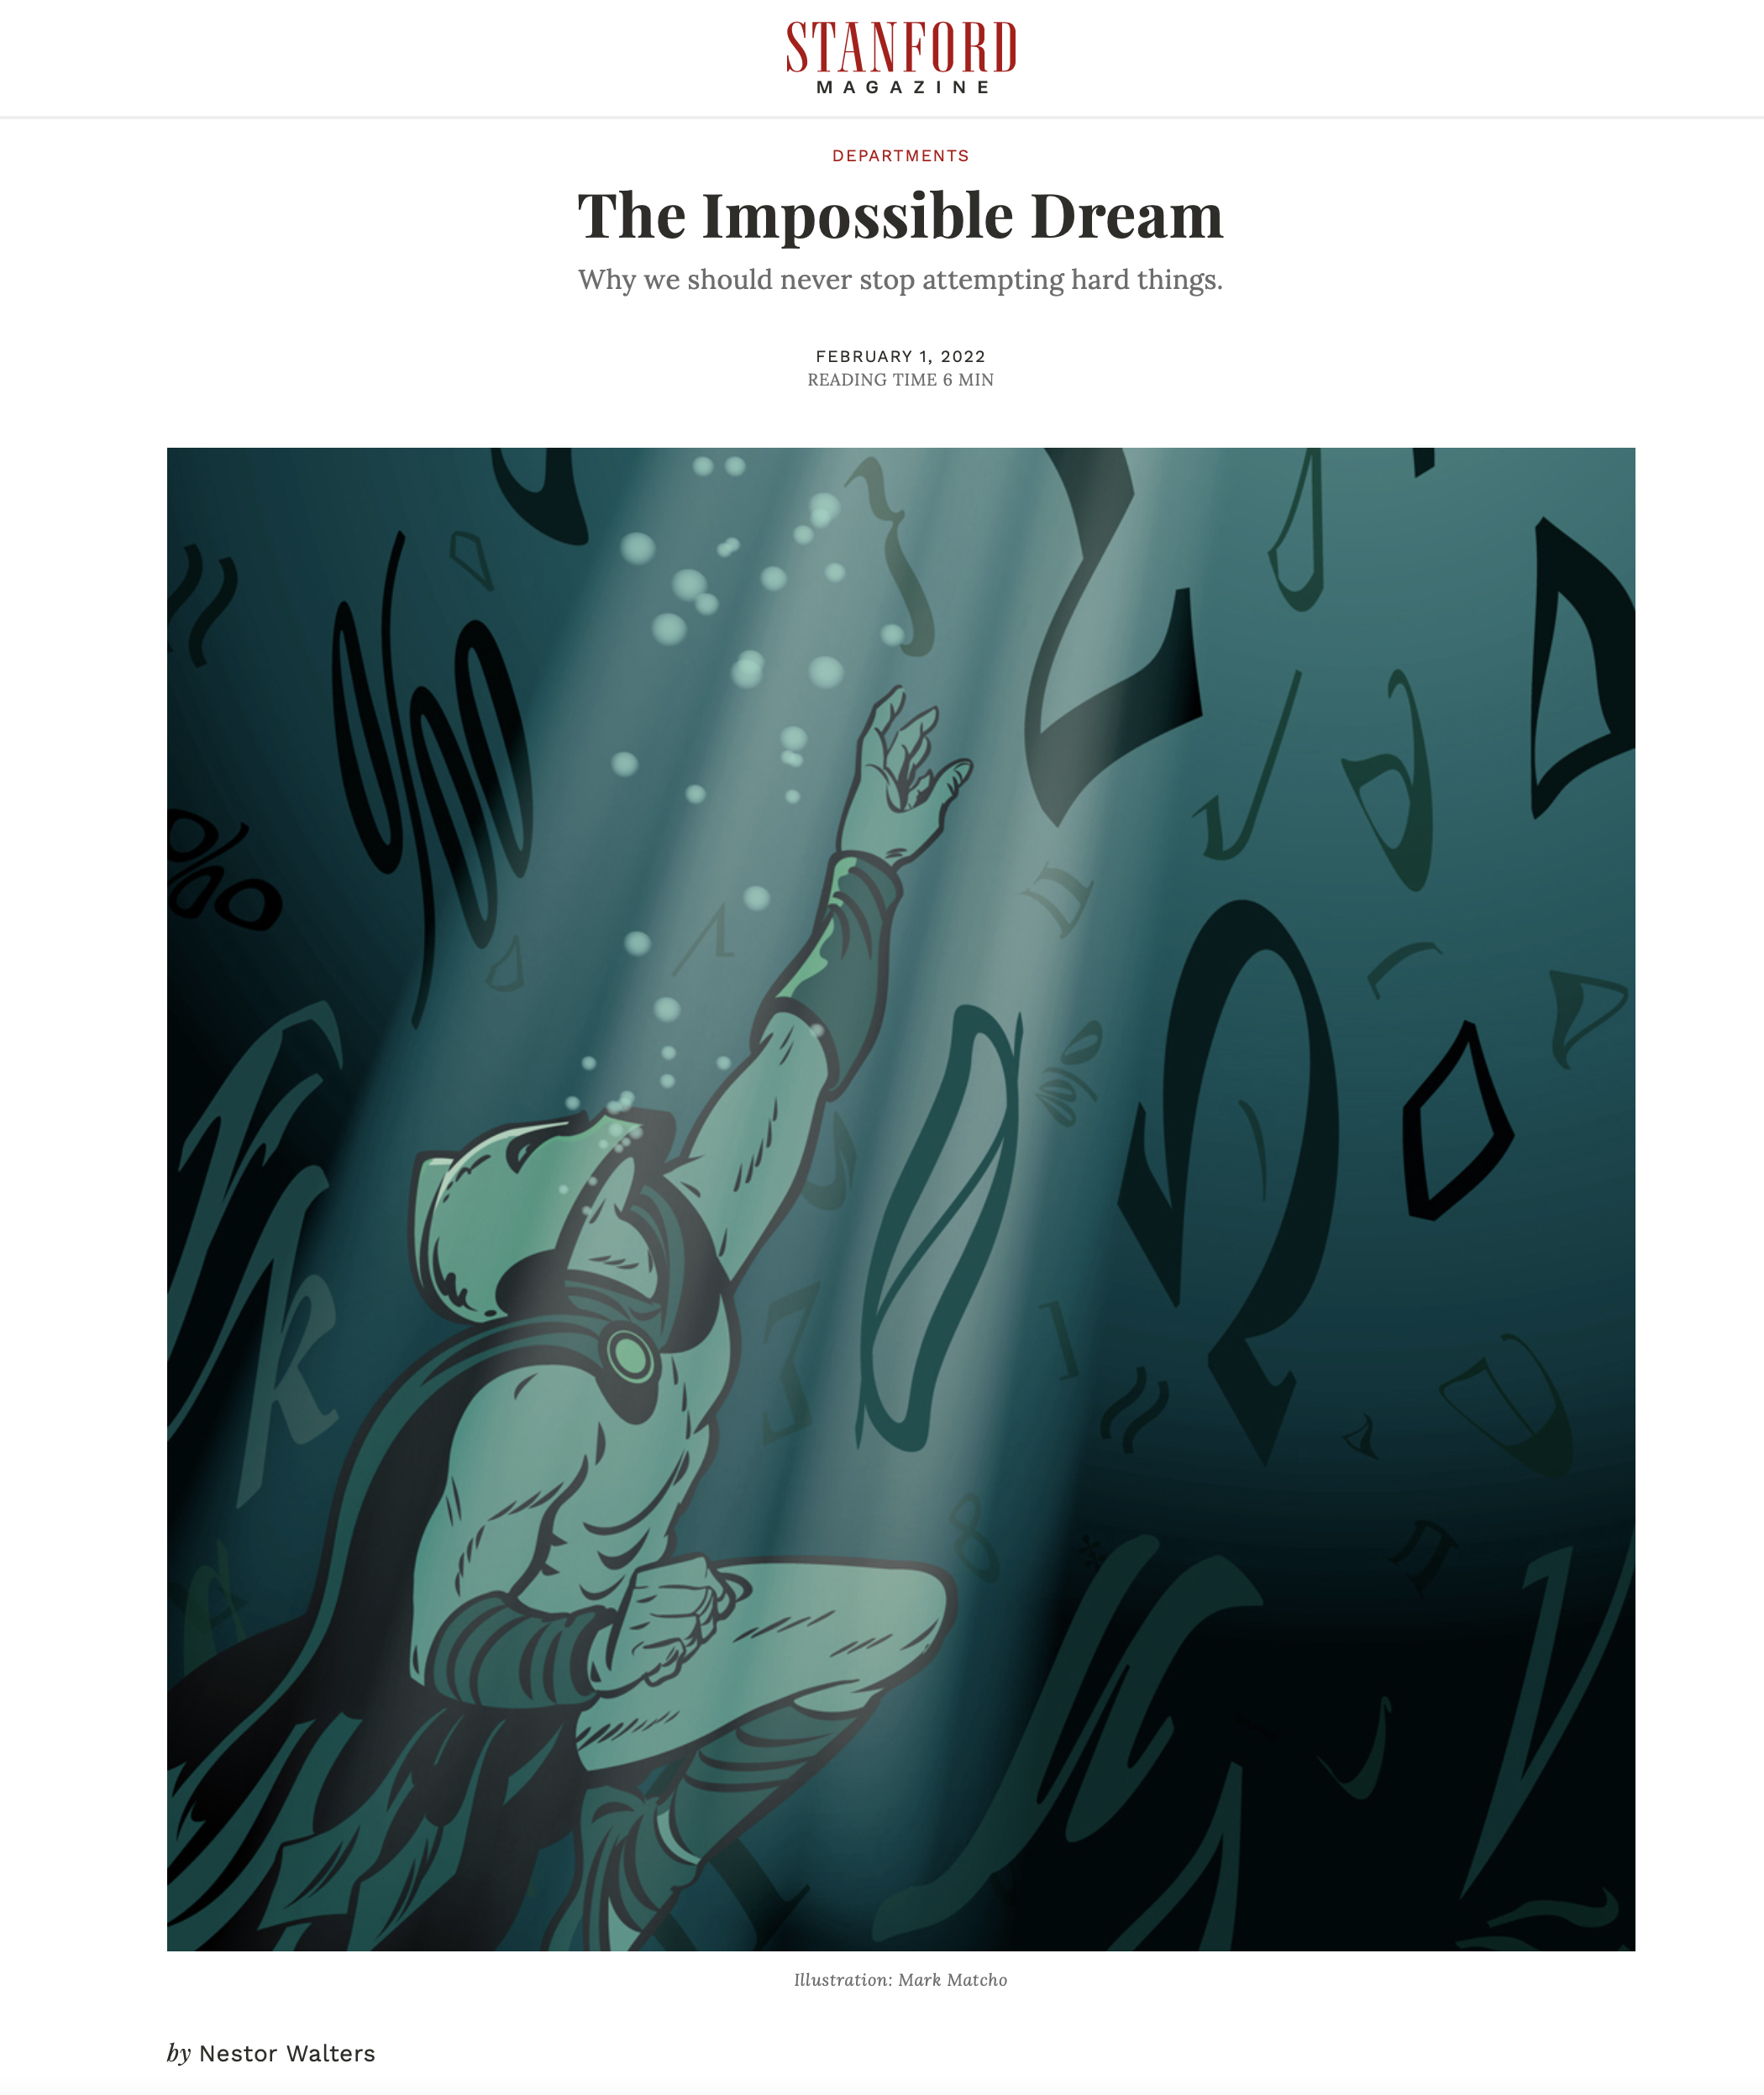 STANFORD
MAGAZINE
DEPARTMENTS
The Impossible Dream
Why we should never stop attempting hard things.
FEBRUARY 1, 2022
READING TIME 6 MIN
Illustration: Mark Matcho
by Nestor Walters